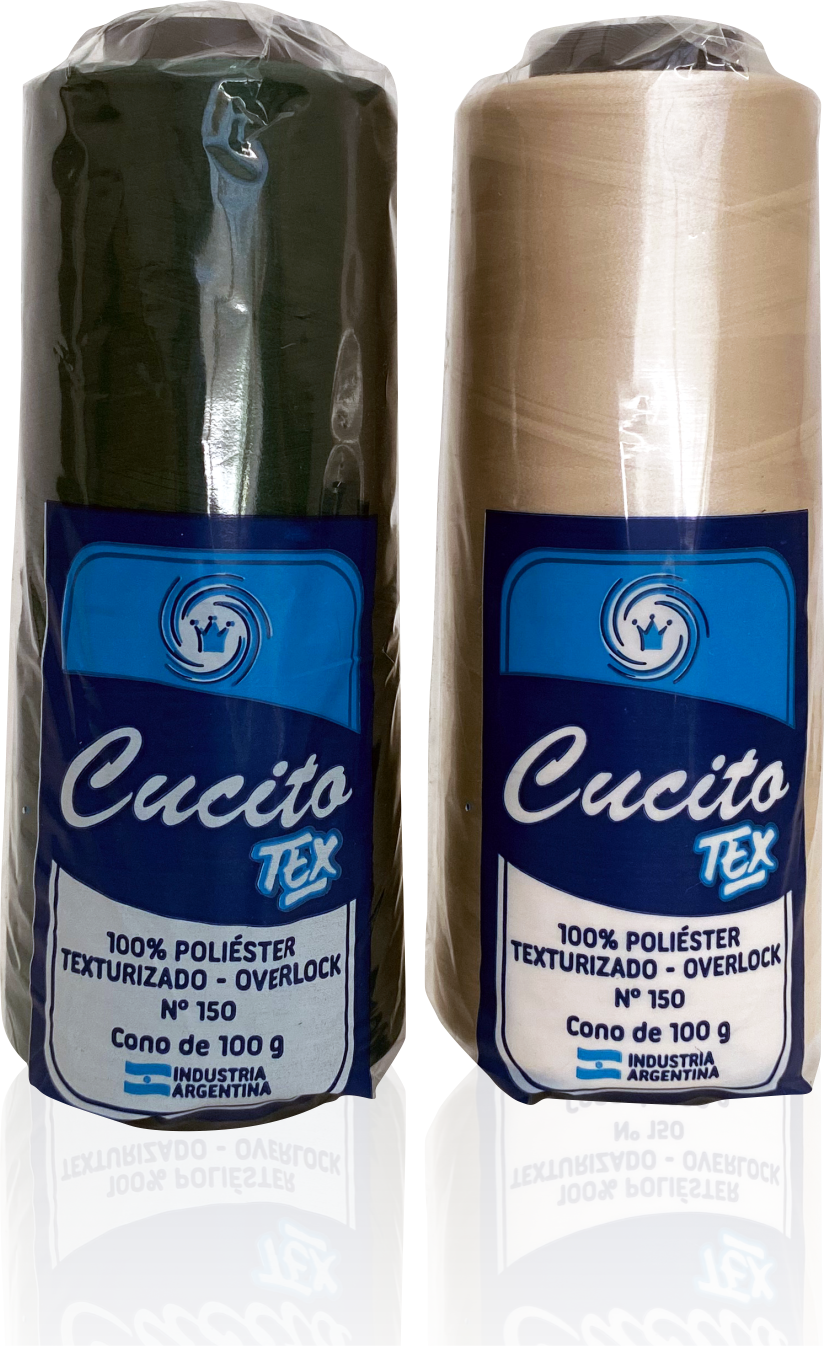 Cucito
TEX
100% POLIÉSTER
TEXTURIZADO - OVERLOCK
Nº 150
Cono de 100 g
INDUSTRIA
ARGENTINA
Cucito
TEX
100% POLIÉSTER
TEXTURIZADO - OVERLOCK
Nº 150
Cono de 100 g
INDUSTRIA
ARGENTINA